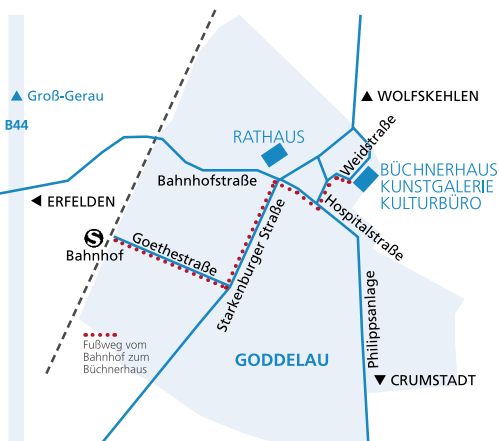 ▲ Groß-Gerau
B44
▲ WOLFSKEHLEN
RATHAUS
Weidstraße
BÜCHNERHAUS
KUNSTGALERIE
KULTURBÜRO
Bahnhofstraße
◀ ERFELDEN
Hospitalstraße
S
Bahnhof
Goethestraße
Starkenburger Straße
Philippsanlage
Fußweg vom
Bahnhof zum
Büchnerhaus
GODDELAU
▼ CRUMSTADT